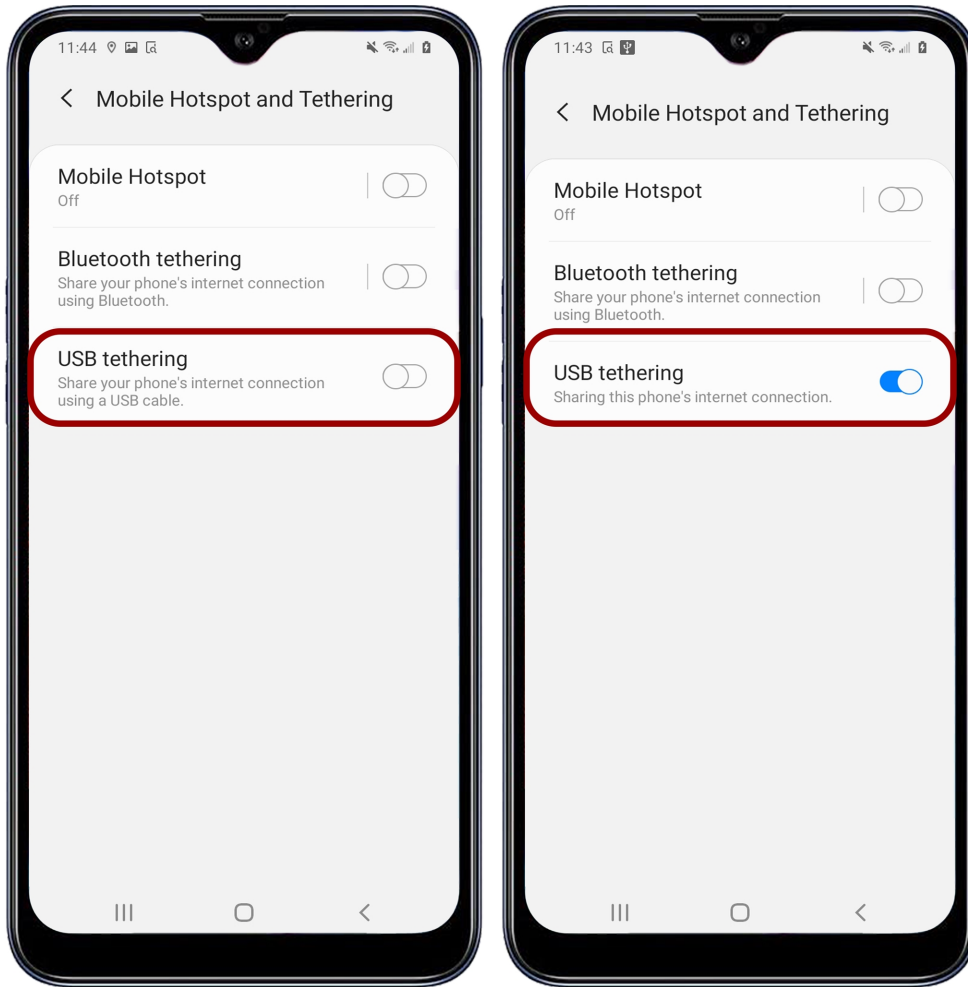 11:44
Mobile Hotspot and Tethering
Mobile Hotspot
Off
Bluetooth tethering
Share your phone's internet connection
using Bluetooth.
USB tethering
Share your phone's internet connection
using a USB cable.
11:43
Mobile Hotspot and Tethering
Mobile Hotspot
Off
Bluetooth tethering
Share your phone's internet connection
using Bluetooth.
USB tethering
Sharing this phone's internet connection.